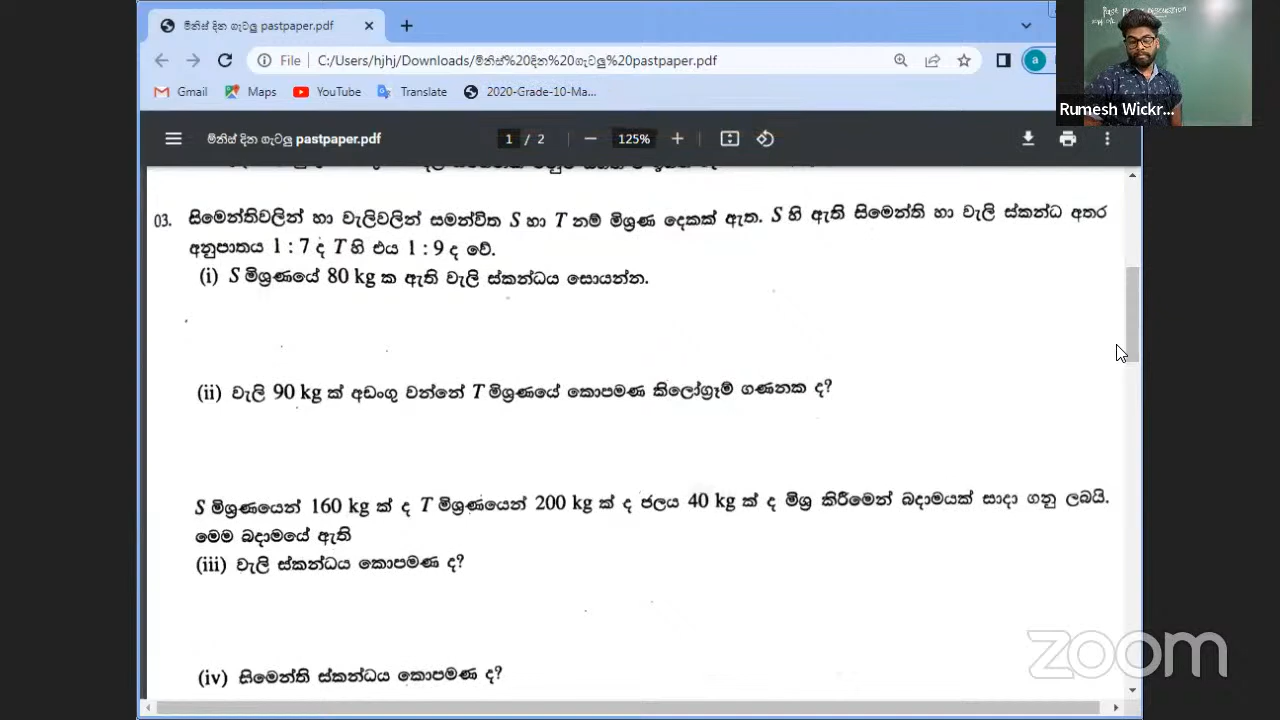 මිනිස් දින ගැටලු pastpaper.pdf
File C:/Users/hjhj/Downloads/මිනිස්%20දින%20ගැටලු%20pastpaper.pdf
a
Gmail Maps YouTube Translate 2020-Grade-10-Ma...
මිනිස් දින ගැටලු pastpaper.pdf 1 / 2 125%
Past Paper Discussion
Rumesh Wickr...
03. සිමෙන්තිවලින් හා වැලිවලින් සමන්විත S හා T නම් මිශ්‍රණ දෙකක් ඇත. S හි ඇති සිමෙන්ති හා වැලි ස්කන්ධ අතර
අනුපාතය 1 : 7 ද T හි එය 1 : 9 ද වේ.
(i) S මිශ්‍රණයේ 80 kg ක ඇති වැලි ස්කන්ධය සොයන්න.
(ii) වැලි 90 kg ක් අඩංගු වන්නේ T මිශ්‍රණයේ කොපමණ කිලෝග්‍රෑම් ගණනක ද?
S මිශ්‍රණයෙන් 160 kg ක් ද T මිශ්‍රණයෙන් 200 kg ක් ද ජලය 40 kg ක් ද මිශ්‍ර කිරීමෙන් බදාමයක් සාදා ගනු ලබයි.
මෙම බදාමයේ ඇති
(iii) වැලි ස්කන්ධය කොපමණ ද?
(iv) සිමෙන්ති ස්කන්ධය කොපමණ ද?
zoom